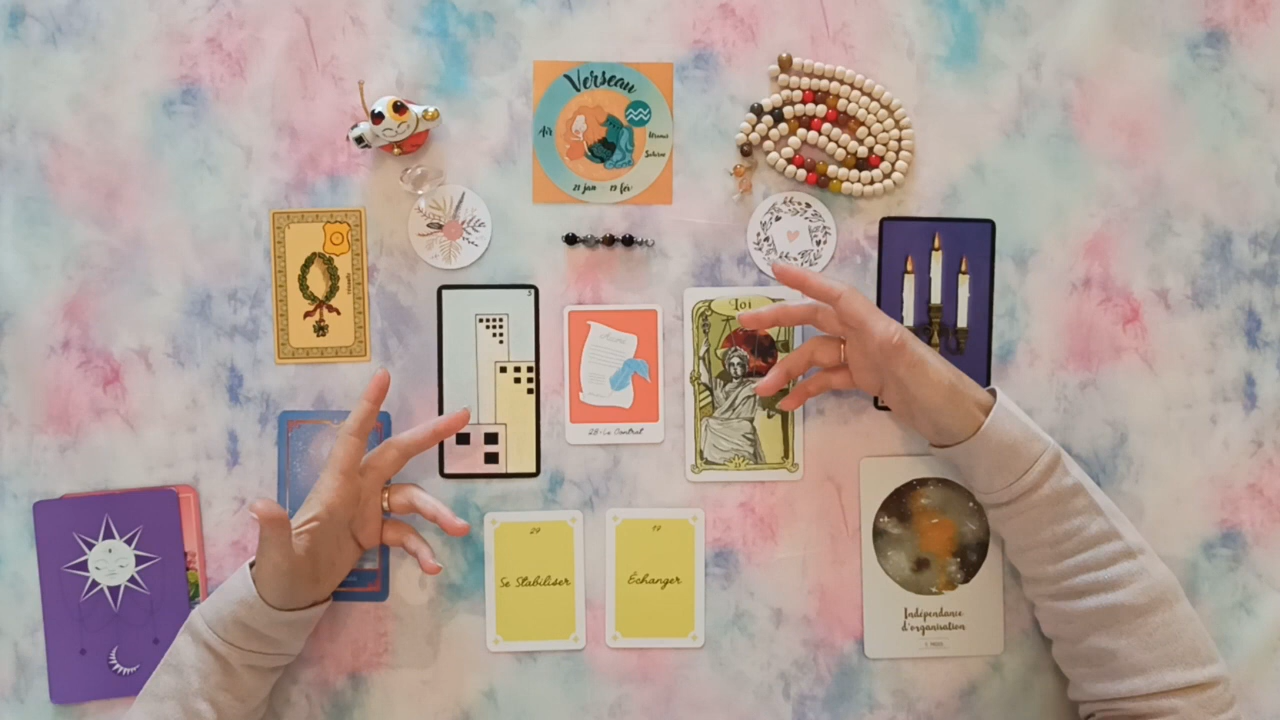 Verseau
Air
Uranus
Saturne
21 jan - 19 fév
5
Loi
28-Le Contrat
29
Se Stabiliser
19
Échanger
Indépendance
d'organisation